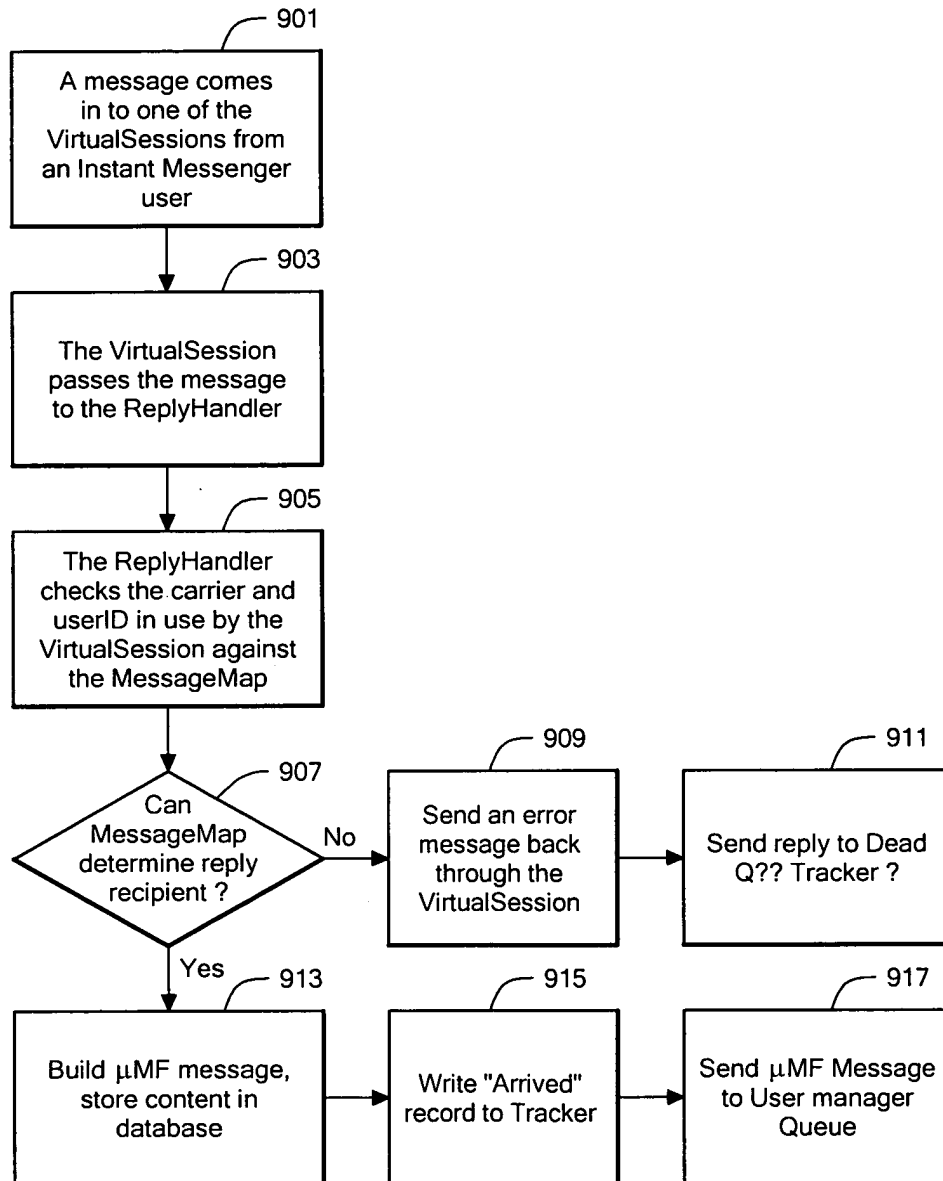 901
A message comes
in to one of the
VirtualSessions from
an Instant Messenger
user
903
The VirtualSession
passes the message
to the ReplyHandler
905
The ReplyHandler
checks the carrier and
userID in use by the
VirtualSession against
the MessageMap
907
Can
MessageMap
determine reply
recipient ?
No
909
Send an error
message back
through the
VirtualSession
911
Send reply to Dead
Q?? Tracker ?
Yes
913
Build μMF message,
store content in
database
915
Write "Arrived"
record to Tracker
917
Send μMF Message
to User manager
Queue